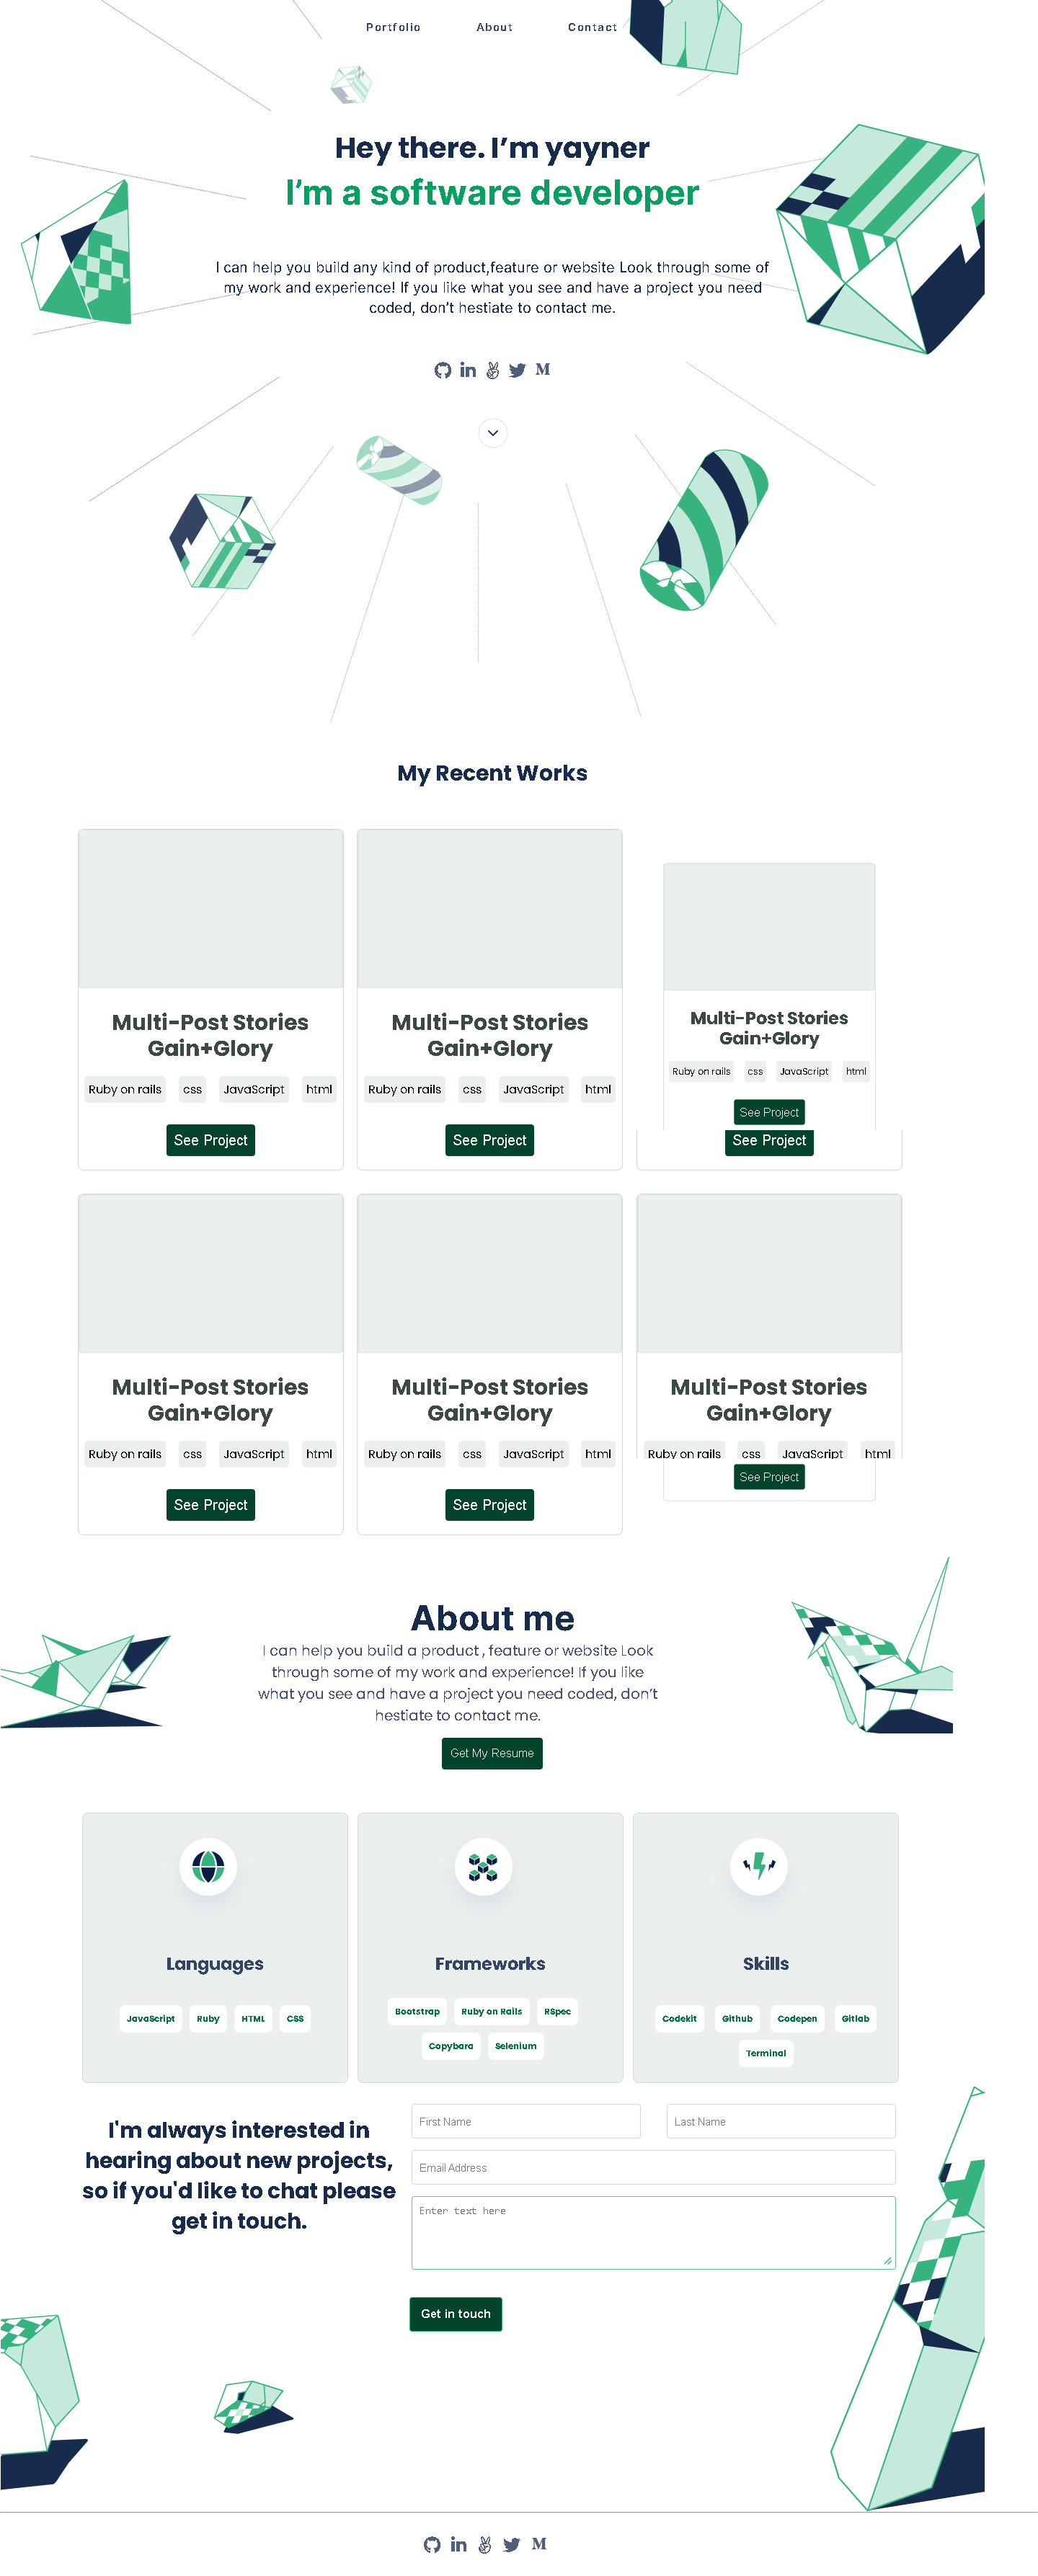 Portfolio About Contact
Hey there. I'm yayner
I'm a software developer
I can help you build any kind of product,feature or website Look through some of
my work and experience! If you like what you see and have a project you need
coded, don't hestiate to contact me.
M
My Recent Works
Multi-Post Stories
Gain+Glory
Ruby on rails css JavaScript html
See Project
Multi-Post Stories
Gain+Glory
Ruby on rails css JavaScript html
See Project
Multi-Post Stories
Gain+Glory
Ruby on rails css JavaScript html
See Project
See Project
Multi-Post Stories
Gain+Glory
Ruby on rails css JavaScript html
See Project
Multi-Post Stories
Gain+Glory
Ruby on rails css JavaScript html
See Project
Multi-Post Stories
Gain+Glory
Ruby on rails css JavaScript html
See Project
About me
I can help you build a product , feature or website Look
through some of my work and experience! If you like
what you see and have a project you need coded, don't
hestiate to contact me.
Get My Resume
Languages
JavaScript Ruby HTML CSS
Frameworks
Bootstrap Ruby on Rails RSpec
Copybara Selenium
Skills
Codekit Github Codepen Gitlab
Terminal
I'm always interested in
hearing about new projects,
so if you'd like to chat please
get in touch.
First Name Last Name
Email Address
Enter text here
Get in touch
M